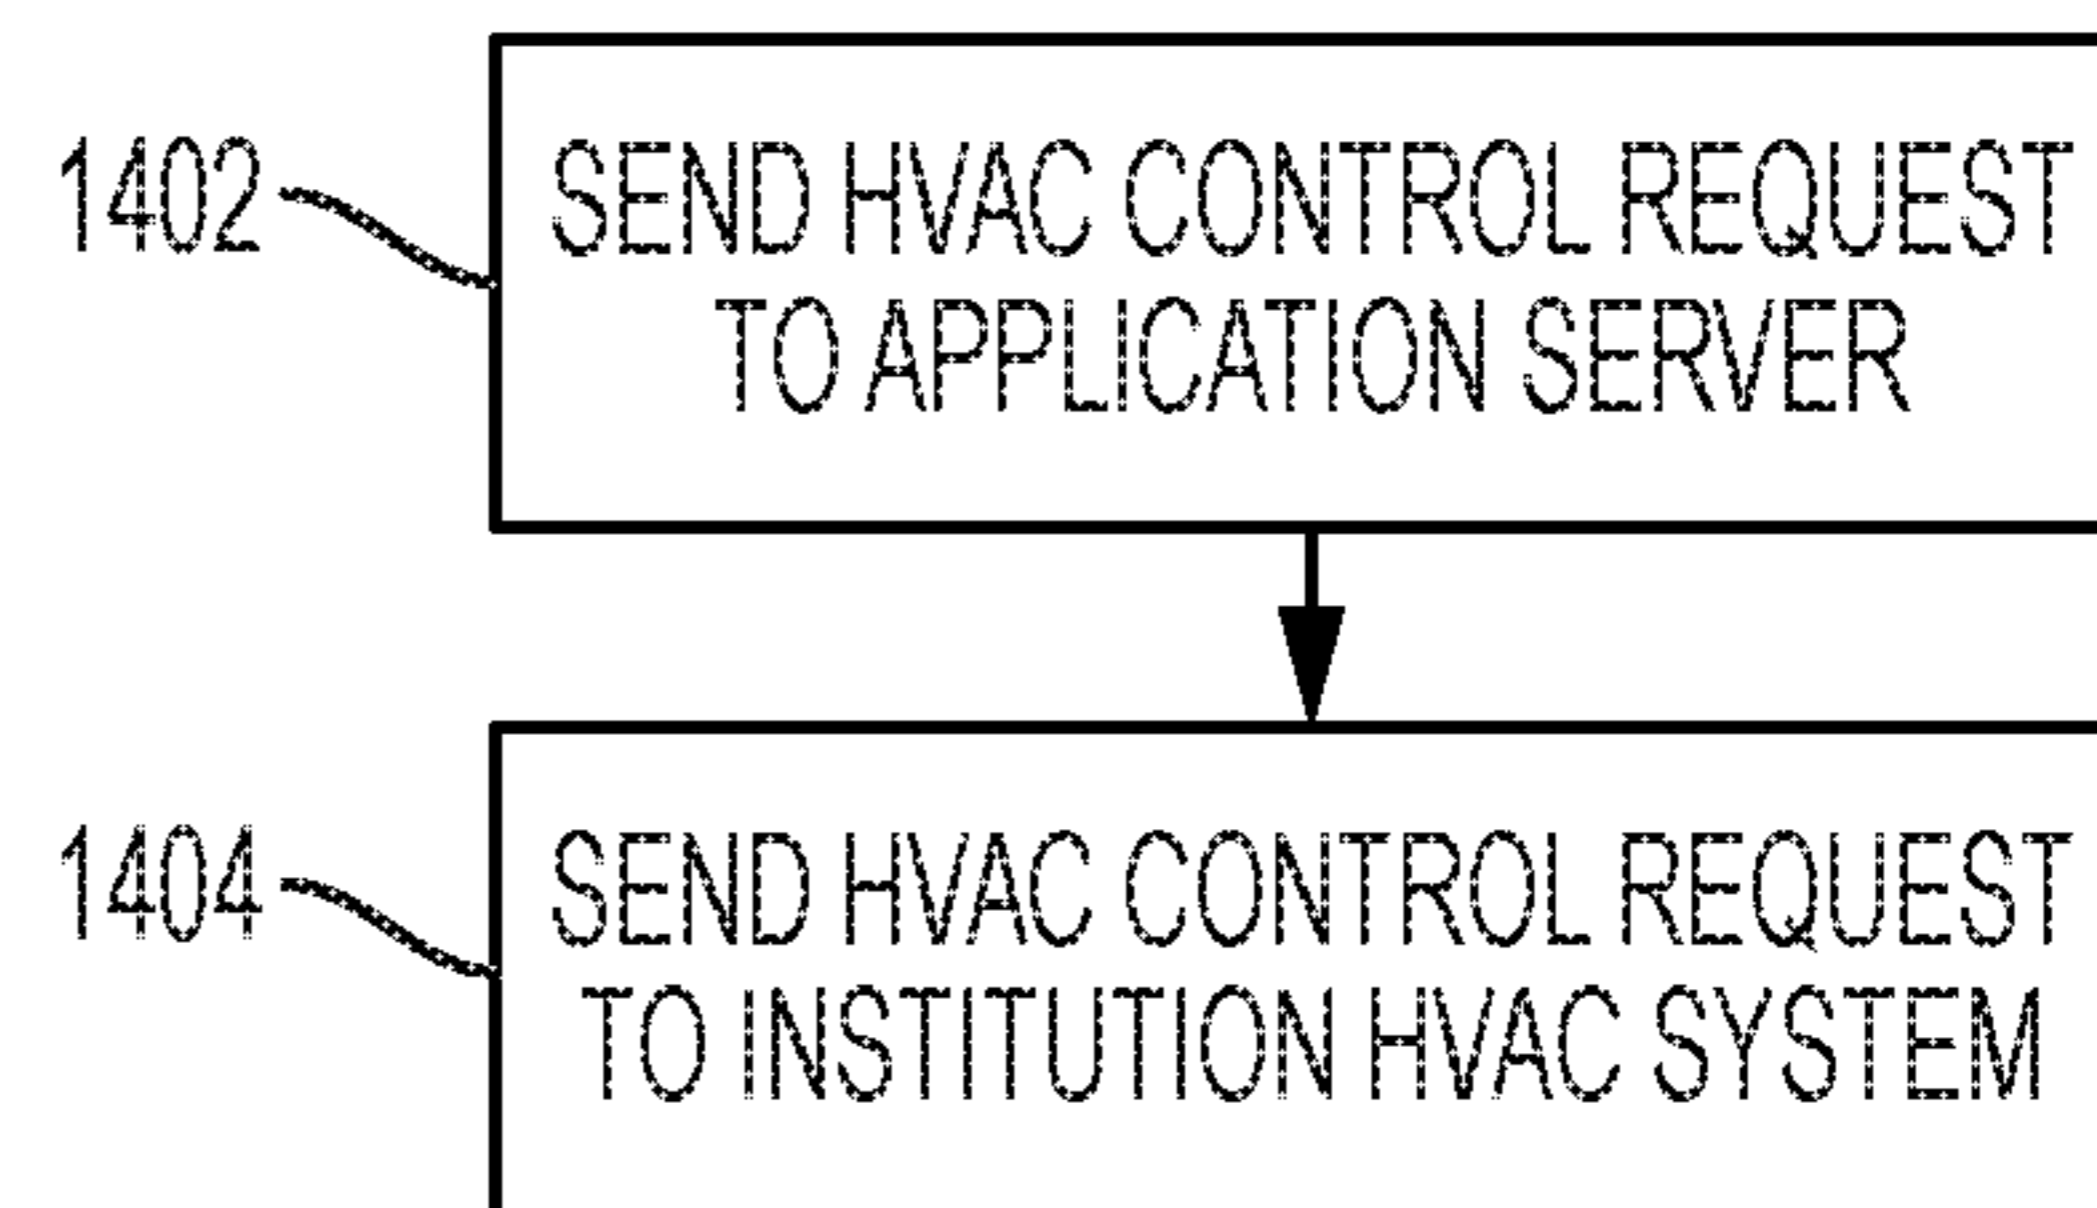 1402
SEND HVAC CONTROL REQUEST
TO APPLICATION SERVER
1404
SEND HVAC CONTROL REQUEST
TO INSTITUTION HVAC SYSTEM